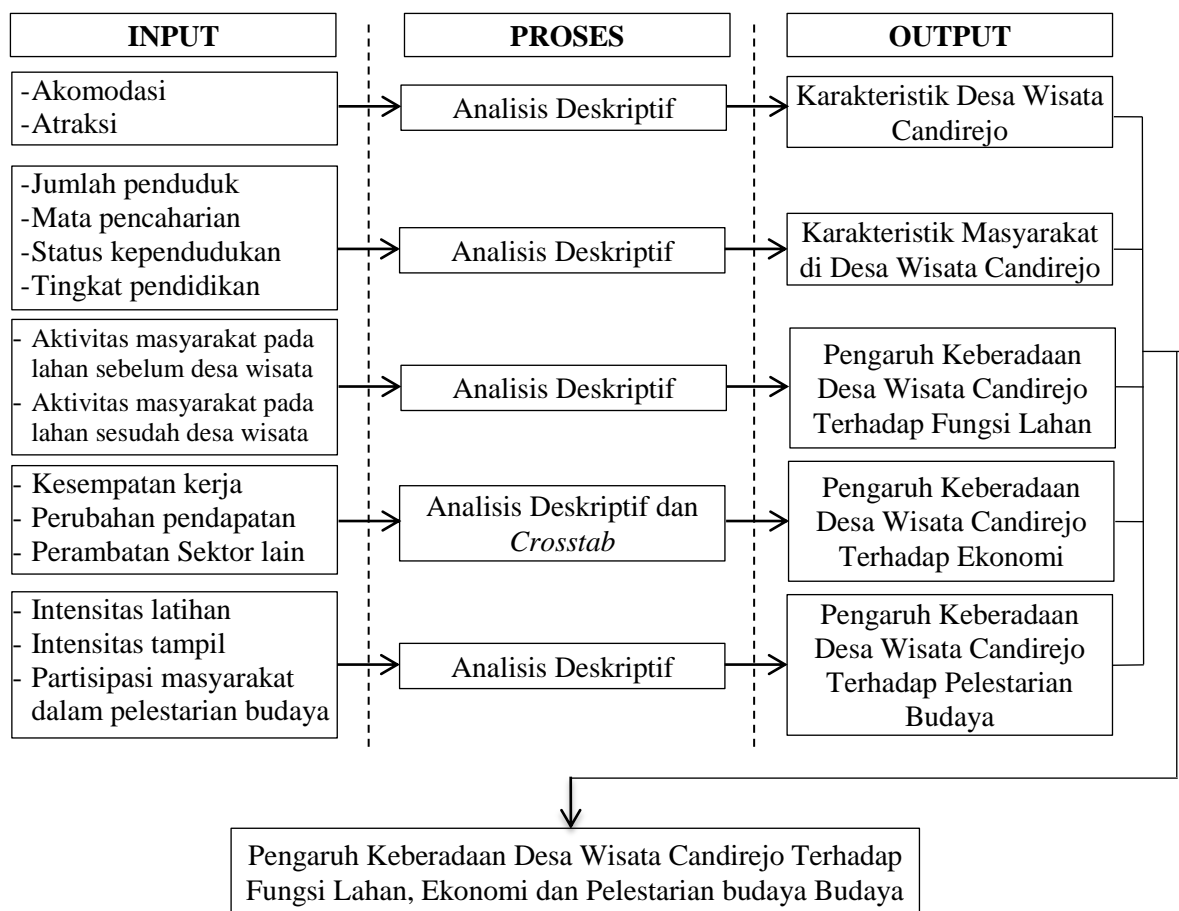 INPUT
PROSES
OUTPUT
-Akomodasi
-Atraksi
Analisis Deskriptif
Karakteristik Desa Wisata
Candirejo
-Jumlah penduduk
-Mata pencaharian
-Status kependudukan
-Tingkat pendidikan
Analisis Deskriptif
Karakteristik Masyarakat
di Desa Wisata Candirejo
- Aktivitas masyarakat pada
lahan sebelum desa wisata
- Aktivitas masyarakat pada
lahan sesudah desa wisata
Analisis Deskriptif
Pengaruh Keberadaan
Desa Wisata Candirejo
Terhadap Fungsi Lahan
- Kesempatan kerja
- Perubahan pendapatan
- Perambatan Sektor lain
Analisis Deskriptif dan
Crosstab
Pengaruh Keberadaan
Desa Wisata Candirejo
Terhadap Ekonomi
- Intensitas latihan
- Intensitas tampil
- Partisipasi masyarakat
dalam pelestarian budaya
Analisis Deskriptif
Pengaruh Keberadaan
Desa Wisata Candirejo
Terhadap Pelestarian
Budaya
Pengaruh Keberadaan Desa Wisata Candirejo Terhadap
Fungsi Lahan, Ekonomi dan Pelestarian budaya Budaya